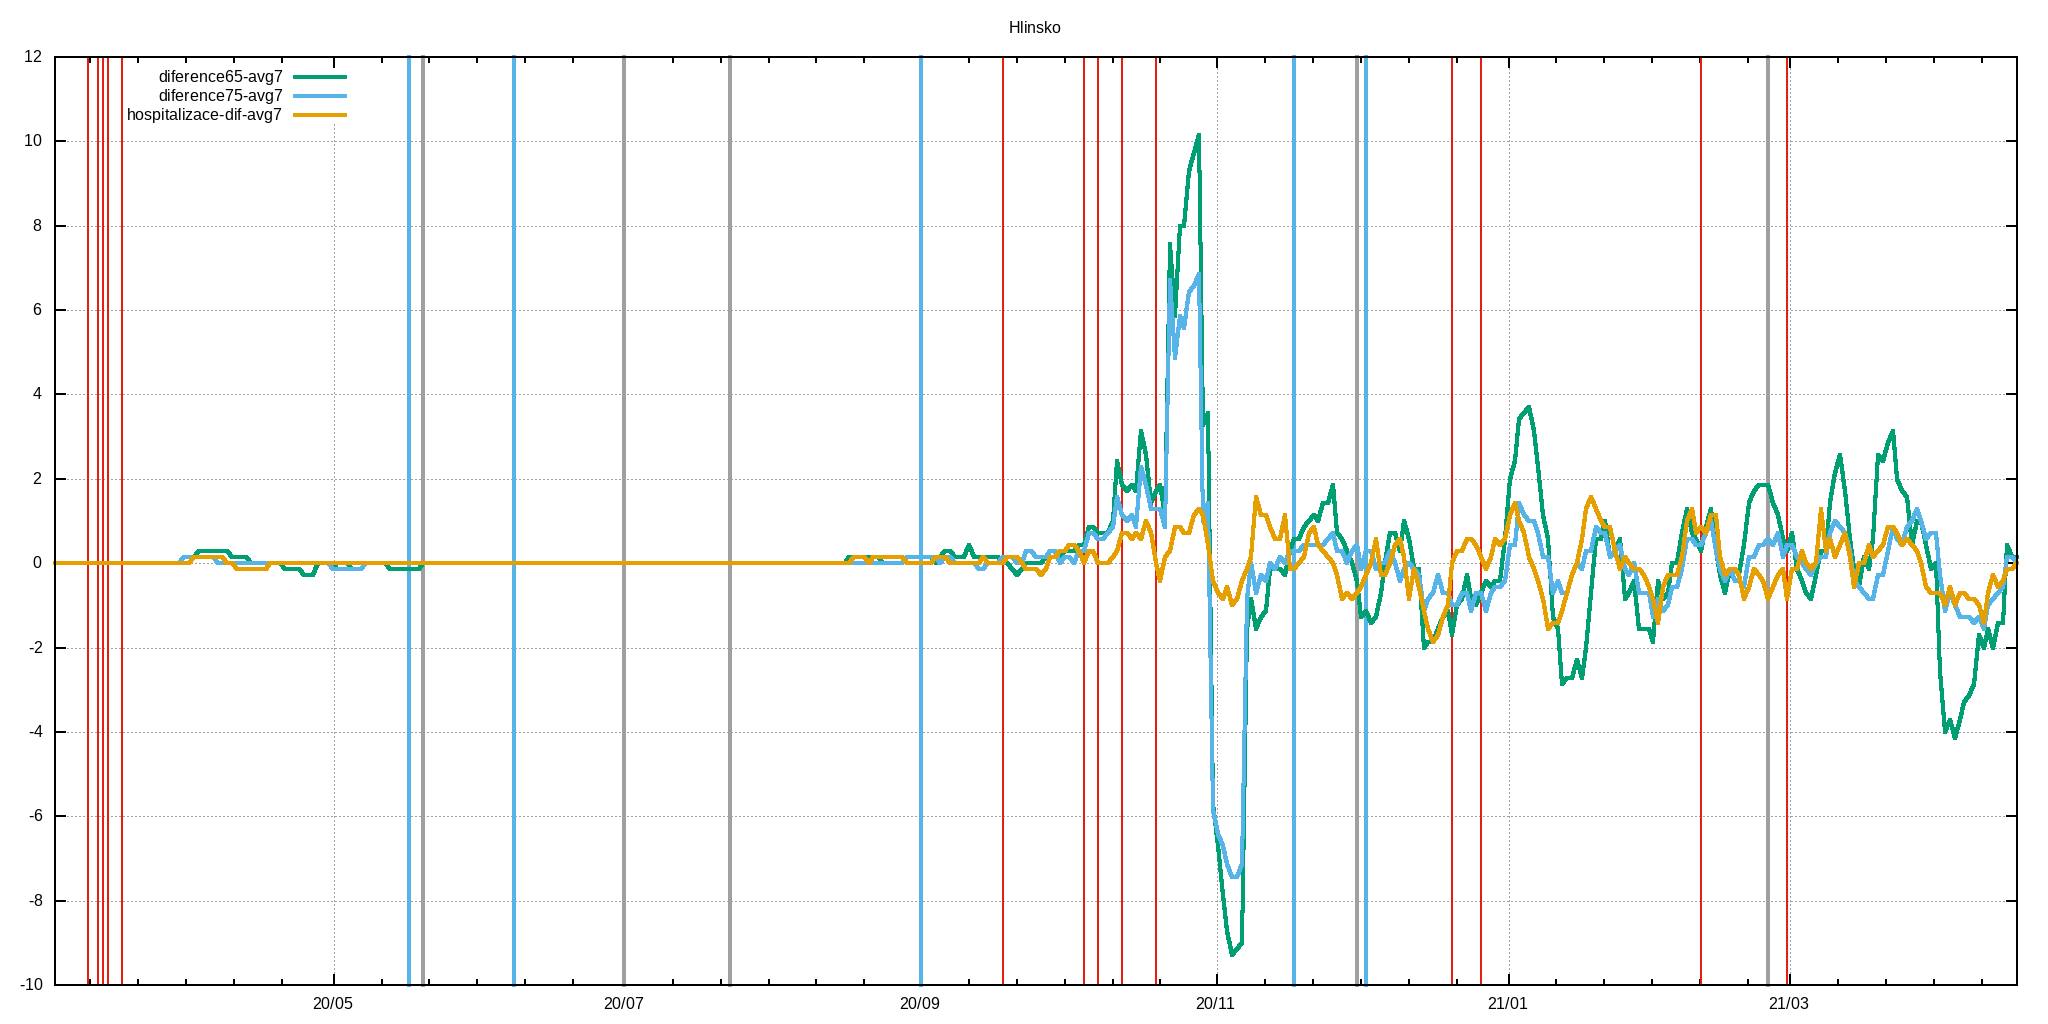 Hlinsko
12
10
8
6
4
2
0
-2
-4
-6
-8
-10
diference65-avg7
diference75-avg7
hospitalizace-dif-avg7
20/05 20/07 20/09 20/11 21/01 21/03